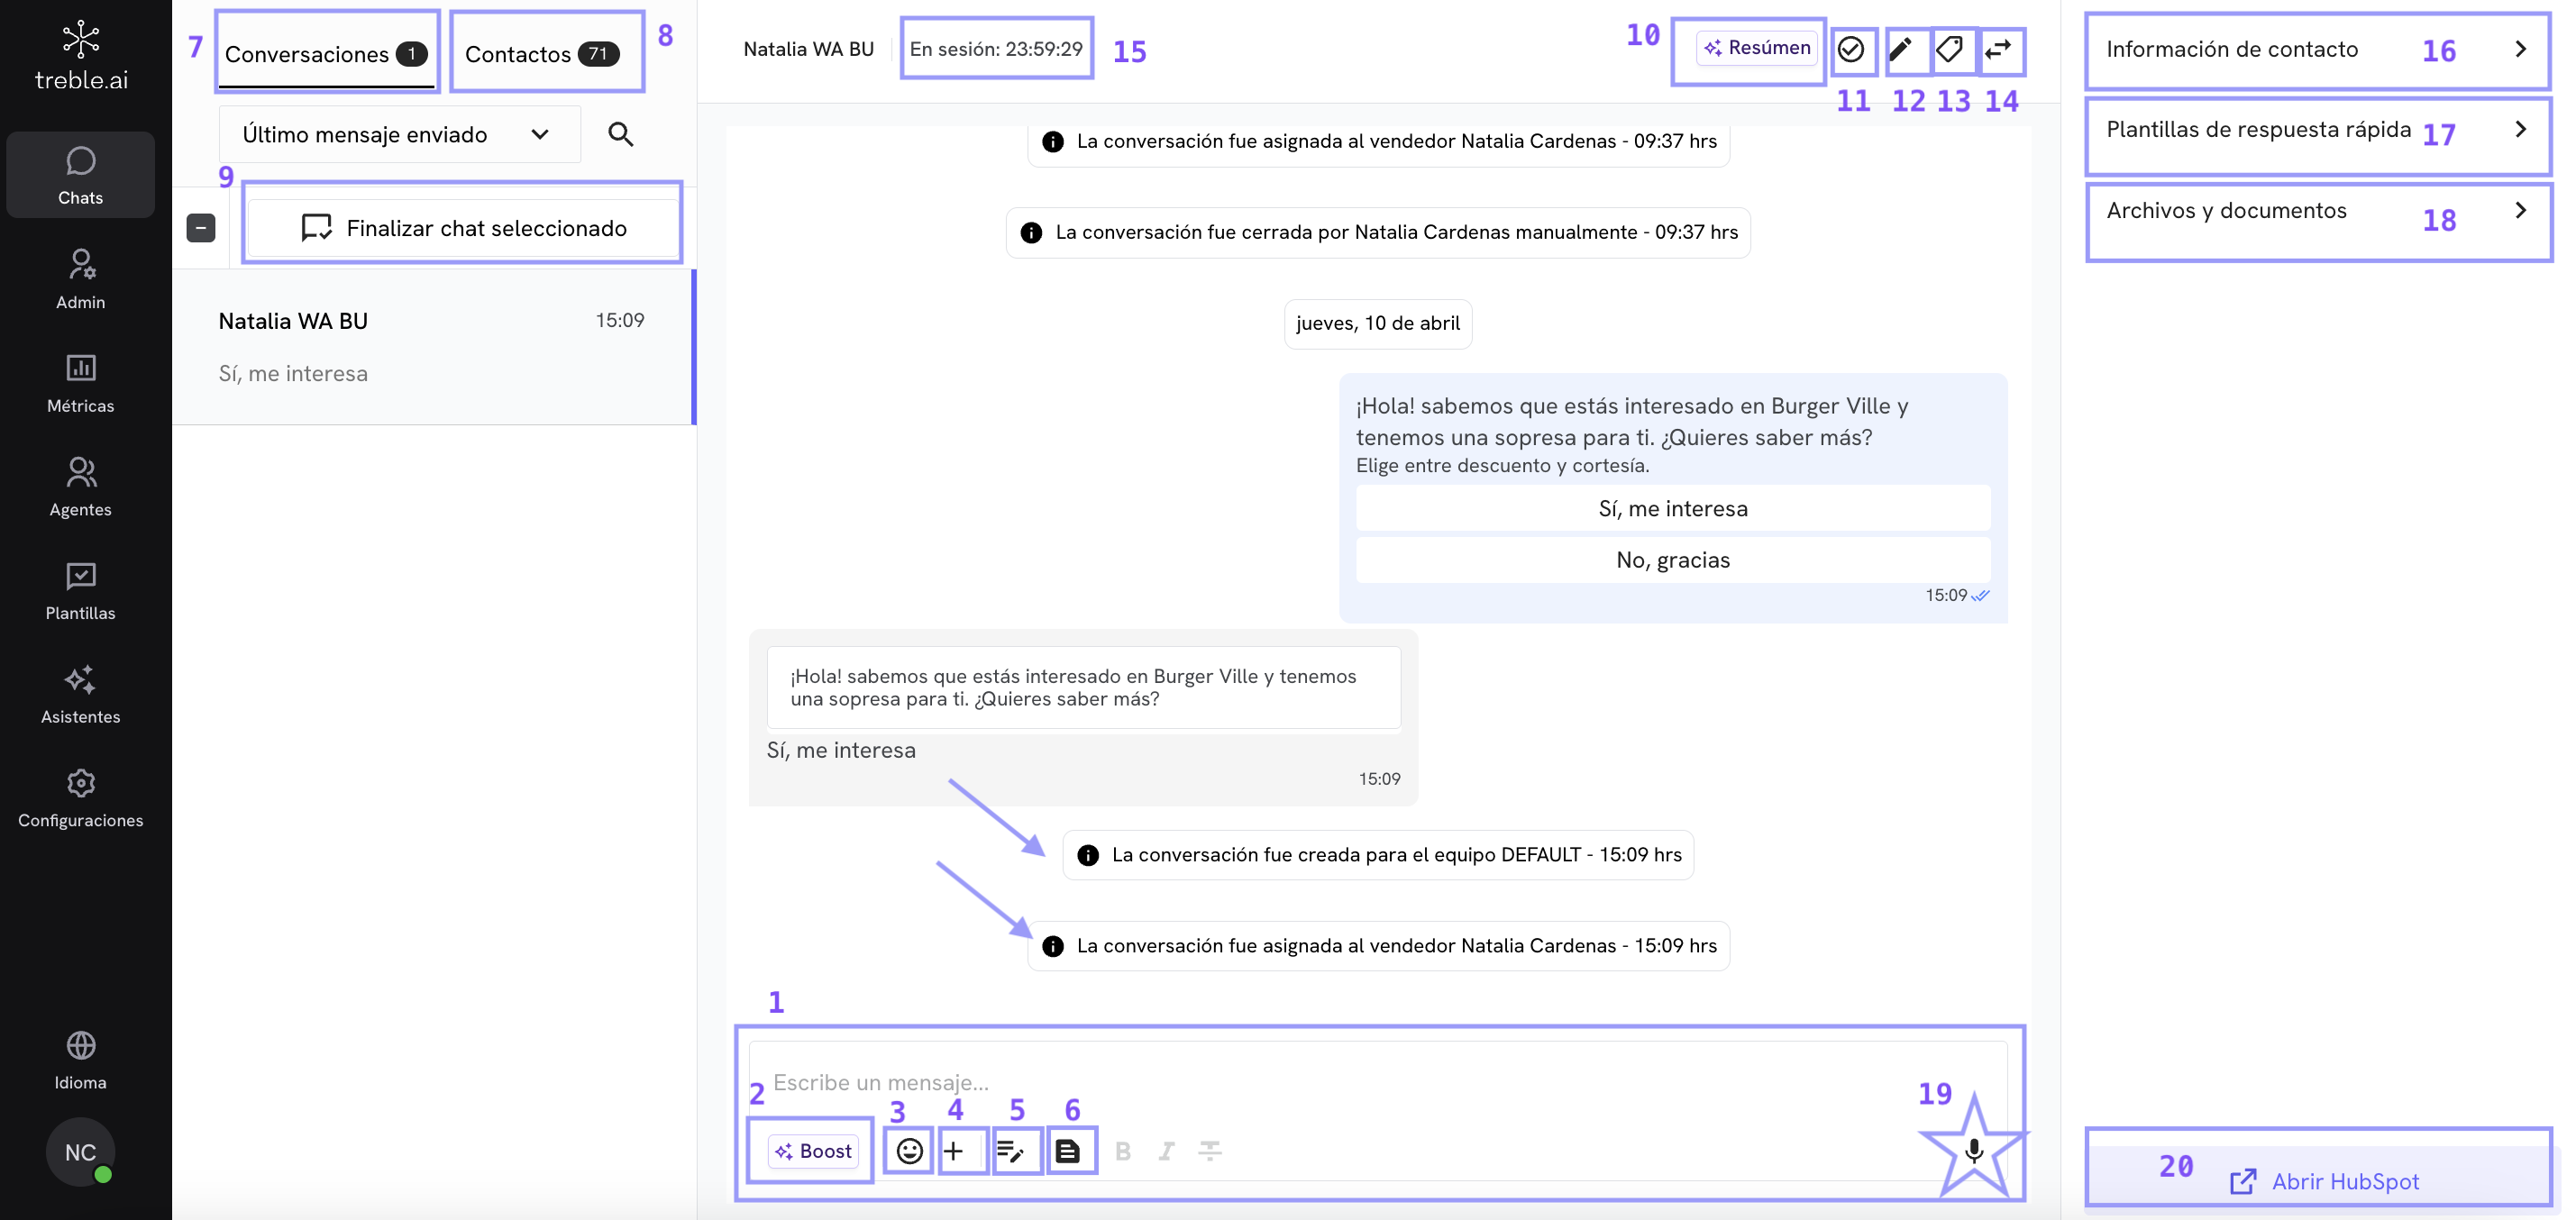 treble.ai
Chats
Admin
Métricas
Agentes
Plantillas
Asistentes
Configuraciones
Idioma
NC
7
Conversaciones 1
Contactos 71
8
Último mensaje enviado
9
Finalizar chat seleccionado
Natalia WA BU 15:09
Sí, me interesa
Natalia WA BU
En sesión: 23:59:29
15
10
Resúmen
11
12
13
14
La conversación fue asignada al vendedor Natalia Cardenas - 09:37 hrs
La conversación fue cerrada por Natalia Cardenas manualmente - 09:37 hrs
jueves, 10 de abril
¡Hola! sabemos que estás interesado en Burger Ville y
tenemos una sopresa para ti. ¿Quieres saber más?
Elige entre descuento y cortesía.
Sí, me interesa
No, gracias
15:09
¡Hola! sabemos que estás interesado en Burger Ville y tenemos
una sopresa para ti. ¿Quieres saber más?
Sí, me interesa
15:09
La conversación fue creada para el equipo DEFAULT - 15:09 hrs
La conversación fue asignada al vendedor Natalia Cardenas - 15:09 hrs
1
Escribe un mensaje...
2
3
4
5
6
19
Boost
B I S
Información de contacto 16
Plantillas de respuesta rápida 17
Archivos y documentos 18
20
Abrir HubSpot